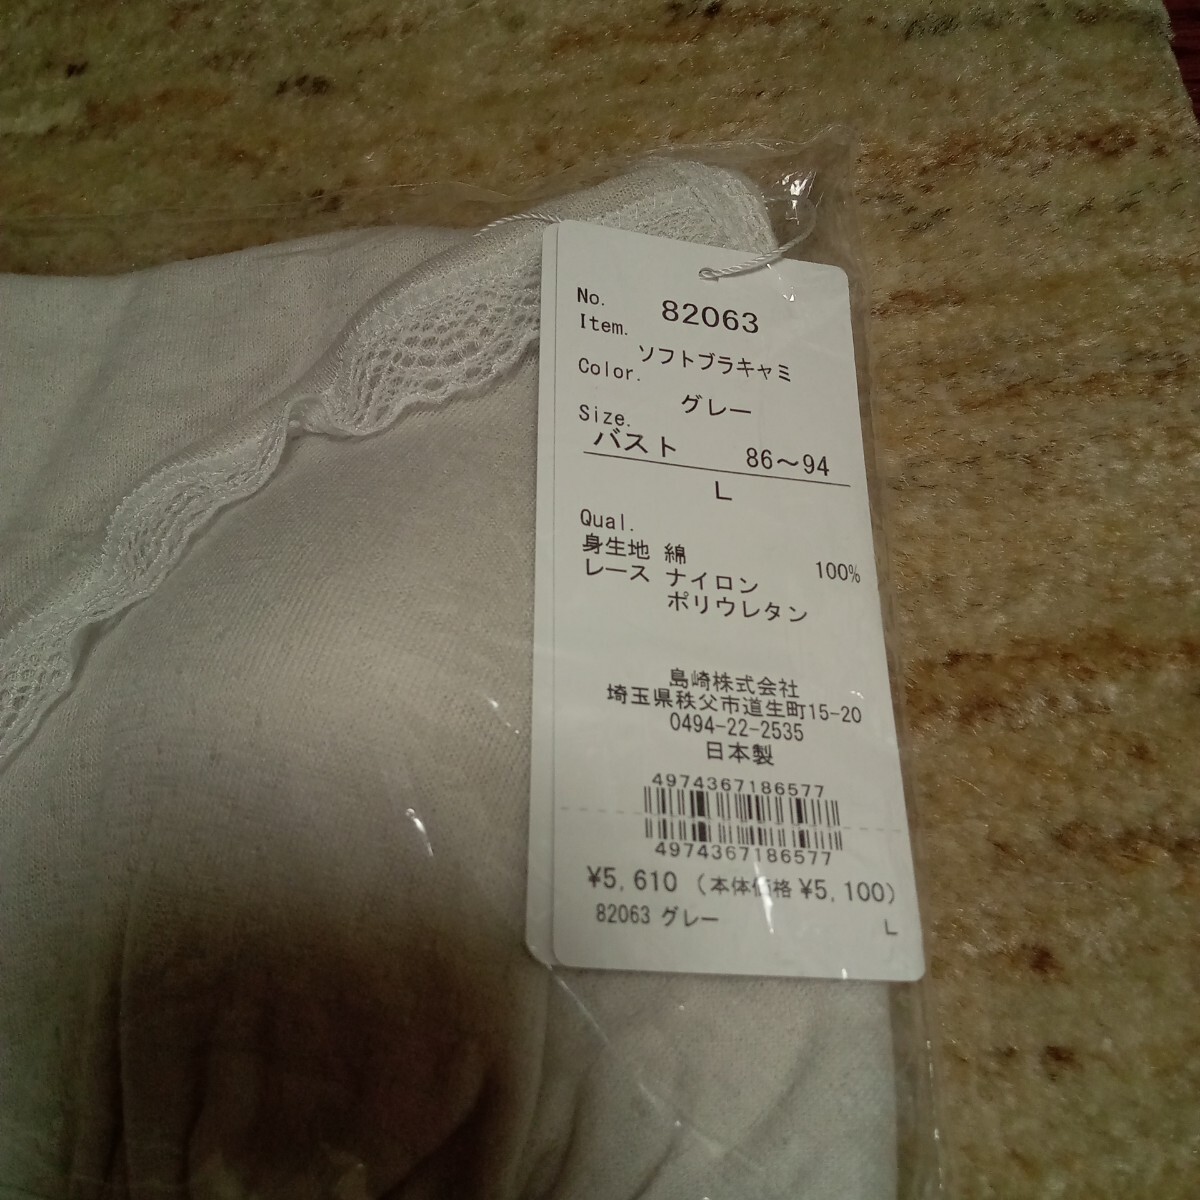 No. 82063
Item. ソフトブラキャミ
Color. グレー
Size.
バスト 86～94
L
Qual.
身生地 綿 100%
レース ナイロン
ポリウレタン
島崎株式会社
埼玉県秩父市道生町15-20
0494-22-2535
日本製
4974367186577
4974367186577
¥5,610 (本体価格 ¥5,100)
82063 グレー L